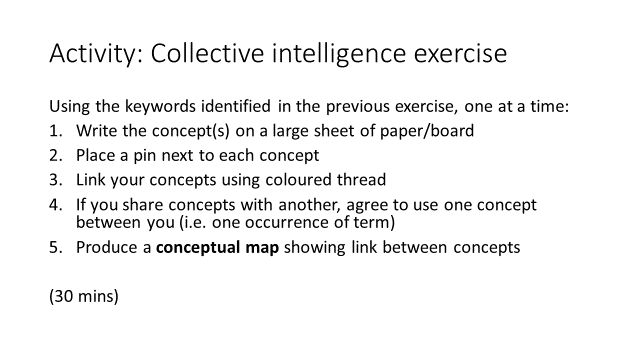 Activity: Collective intelligence exercise
Using the keywords identified in the previous exercise, one at a time:
1. Write the concept(s) on a large sheet of paper/board
2. Place a pin next to each concept
3. Link your concepts using coloured thread
4. If you share concepts with another, agree to use one concept
between you (i.e. one occurrence of term)
5. Produce a conceptual map showing link between concepts
(30 mins)